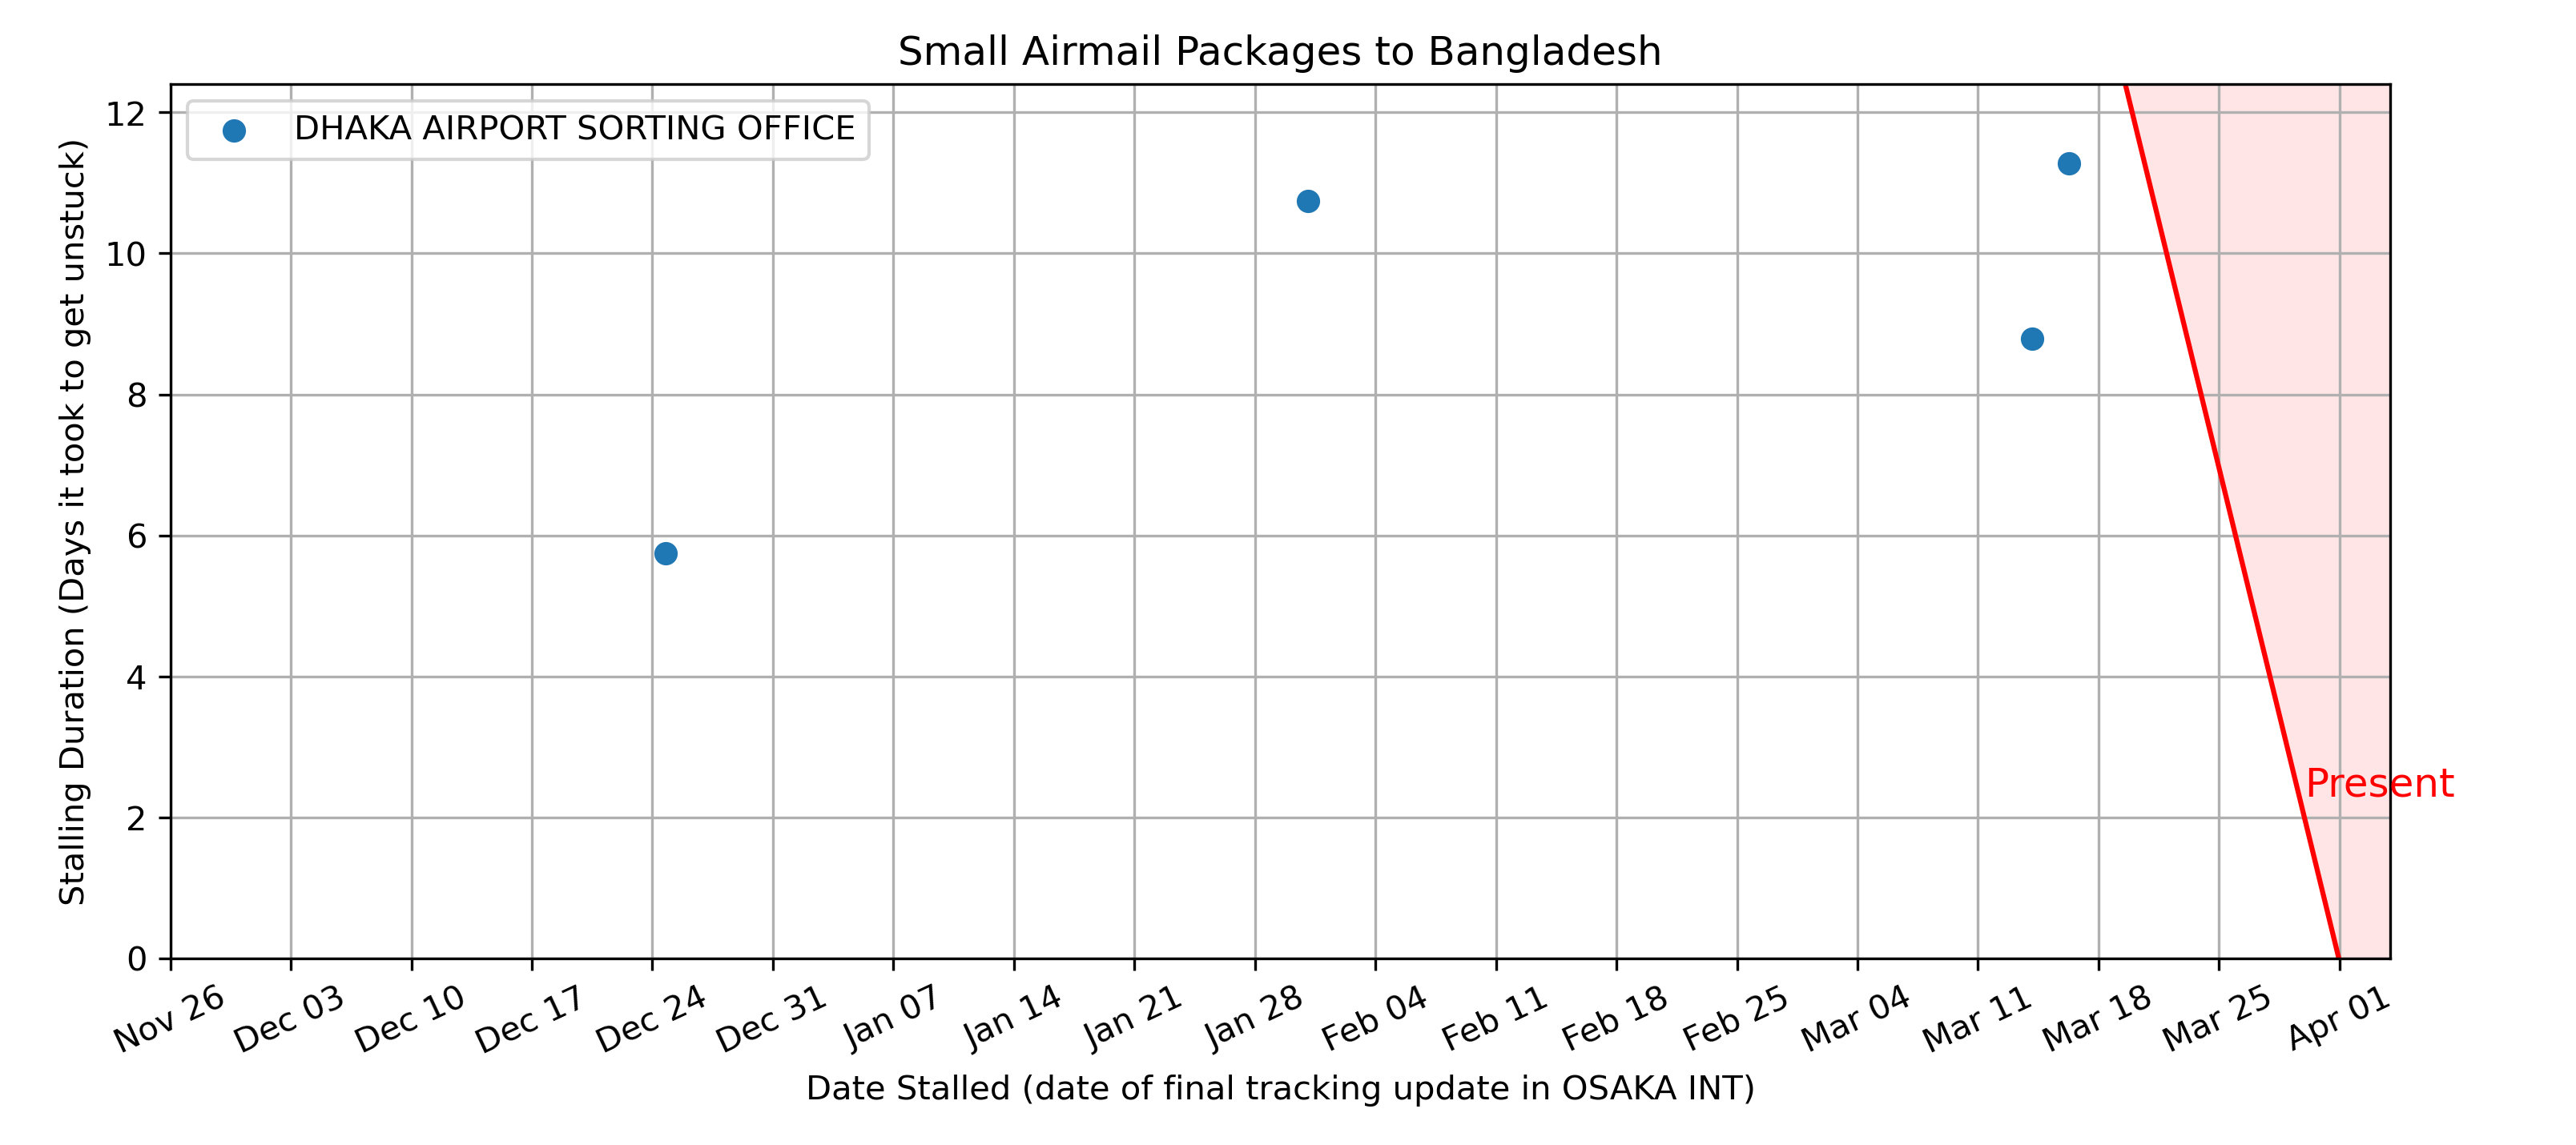 Small Airmail Packages to Bangladesh
DHAKA AIRPORT SORTING OFFICE
Stalling Duration (Days it took to get unstuck)
12
10
8
6
4
2
0
Present
Nov 26
Dec 03
Dec 10
Dec 17
Dec 24
Dec 31
Jan 07
Jan 14
Jan 21
Jan 28
Feb 04
Feb 11
Feb 18
Feb 25
Mar 04
Mar 11
Mar 18
Mar 25
Apr 01
Date Stalled (date of final tracking update in OSAKA INT)